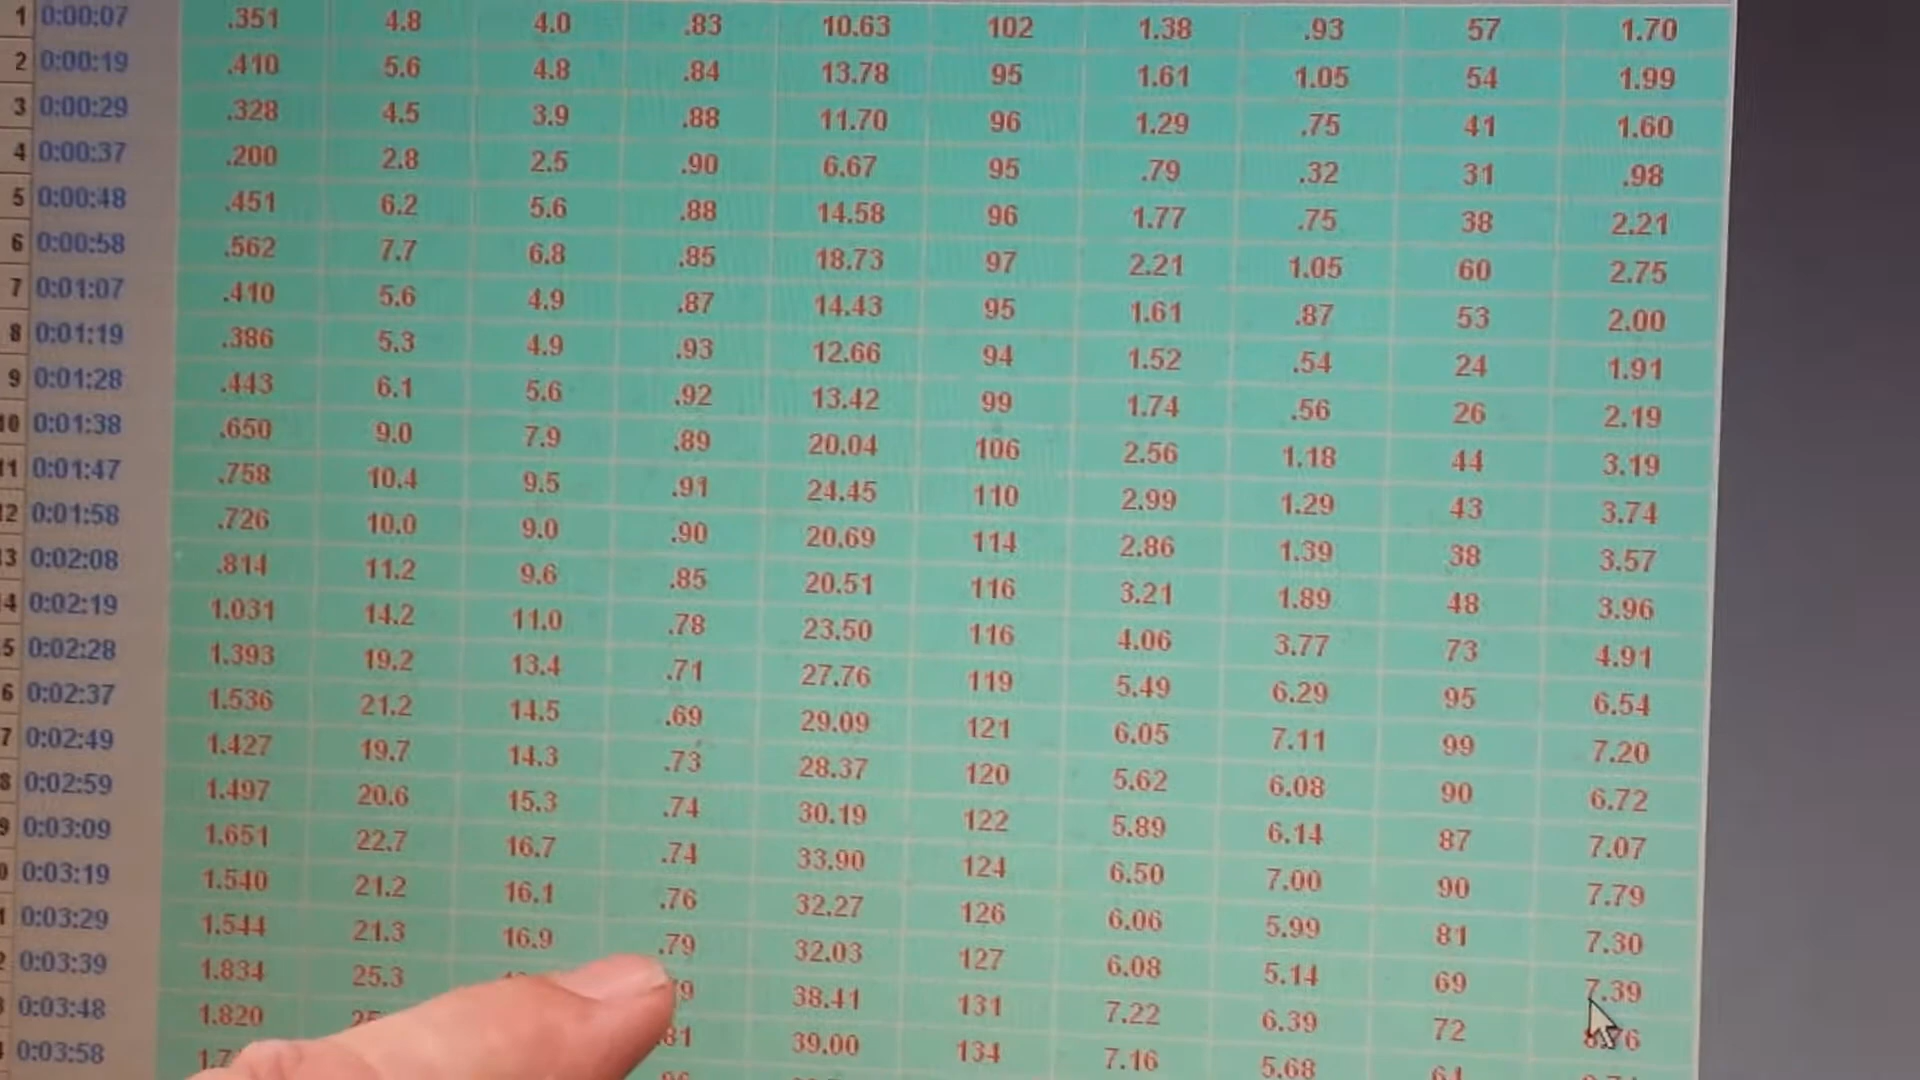 1 0:00:07 .351 4.8 4.0 .83 10.63 102 1.38 .93 57 1.70
2 0:00:19 .410 5.6 4.8 .84 13.78 95 1.61 1.05 54 1.99
3 0:00:29 .328 4.5 3.9 .88 11.70 96 1.29 .75 41 1.60
4 0:00:37 .200 2.8 2.5 .90 6.67 95 .79 .32 31 .98
5 0:00:48 .451 6.2 5.6 .88 14.58 96 1.77 .75 38 2.21
6 0:00:58 .562 7.7 6.8 .85 18.73 97 2.21 1.05 60 2.75
7 0:01:07 .410 5.6 4.9 .87 14.43 95 1.61 .87 53 2.00
8 0:01:19 .386 5.3 4.9 .93 12.66 94 1.52 .54 24 1.91
9 0:01:28 .443 6.1 5.6 .92 13.42 99 1.74 .56 26 2.19
10 0:01:38 .650 9.0 7.9 .89 20.04 106 2.56 1.18 44 3.19
11 0:01:47 .758 10.4 9.5 .91 24.45 110 2.99 1.29 43 3.74
12 0:01:58 .726 10.0 9.0 .90 20.69 114 2.86 1.39 38 3.57
13 0:02:08 .814 11.2 9.6 .85 20.51 116 3.21 1.89 48 3.96
4 0:02:19 1.031 14.2 11.0 .78 23.50 116 4.06 3.77 73 4.91
5 0:02:28 1.393 19.2 13.4 .71 27.76 119 5.49 6.29 95 6.54
6 0:02:37 1.536 21.2 14.5 .69 29.09 121 6.05 7.11 99 7.20
7 0:02:49 1.427 19.7 14.3 .73 28.37 120 5.62 6.08 90 6.72
8 0:02:59 1.497 20.6 15.3 .74 30.19 122 5.89 6.14 87 7.07
9 0:03:09 1.651 22.7 16.7 .74 33.90 124 6.50 7.00 90 7.79
0:03:19 1.540 21.2 16.1 .76 32.27 126 6.06 5.99 81 7.30
0:03:29 1.544 21.3 16.9 .79 32.03 127 6.08 5.14 69 7.39
0:03:39 1.834 25.3 38.41 131 7.22 6.39 72
0:03:48 1.820 39.00 134 7.16 5.68 64
0:03:58